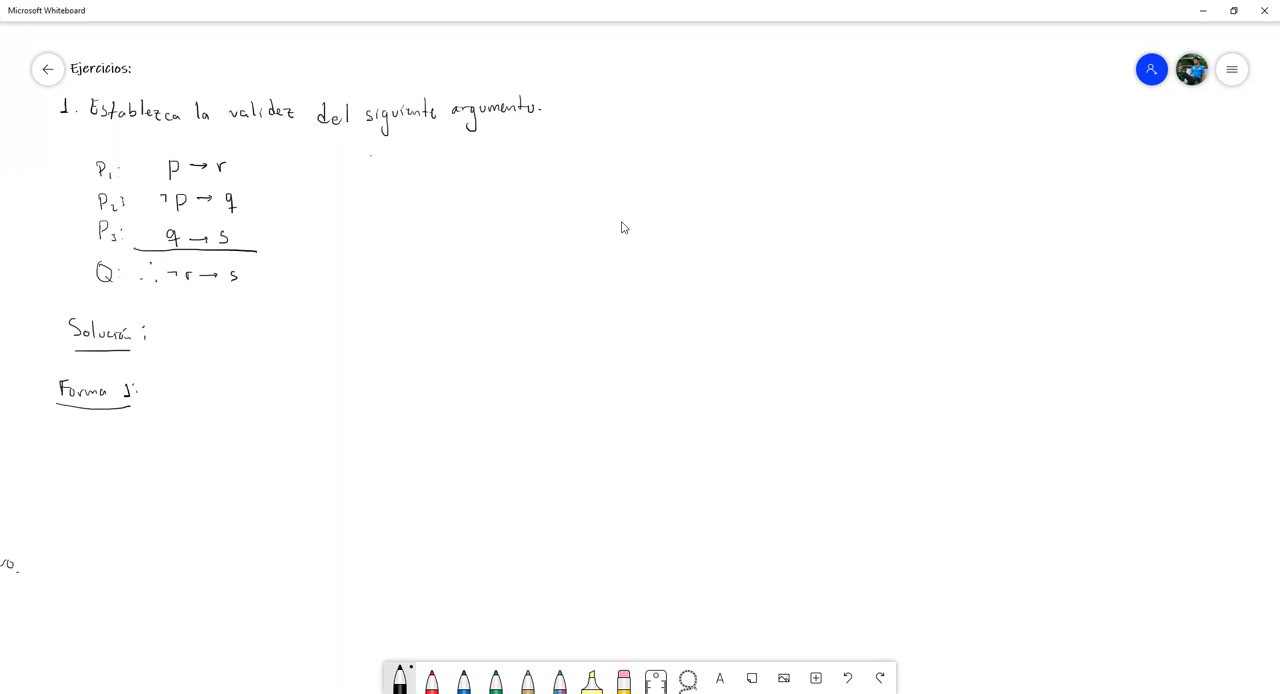 Microsoft Whiteboard
Ejercicios:
1. Establezca la validez del siguiente argumento.
P₁: p → r
P₂: ¬p → q
P₃: q → s
Q: ∴ ¬r → s
Solución:
Forma 1: